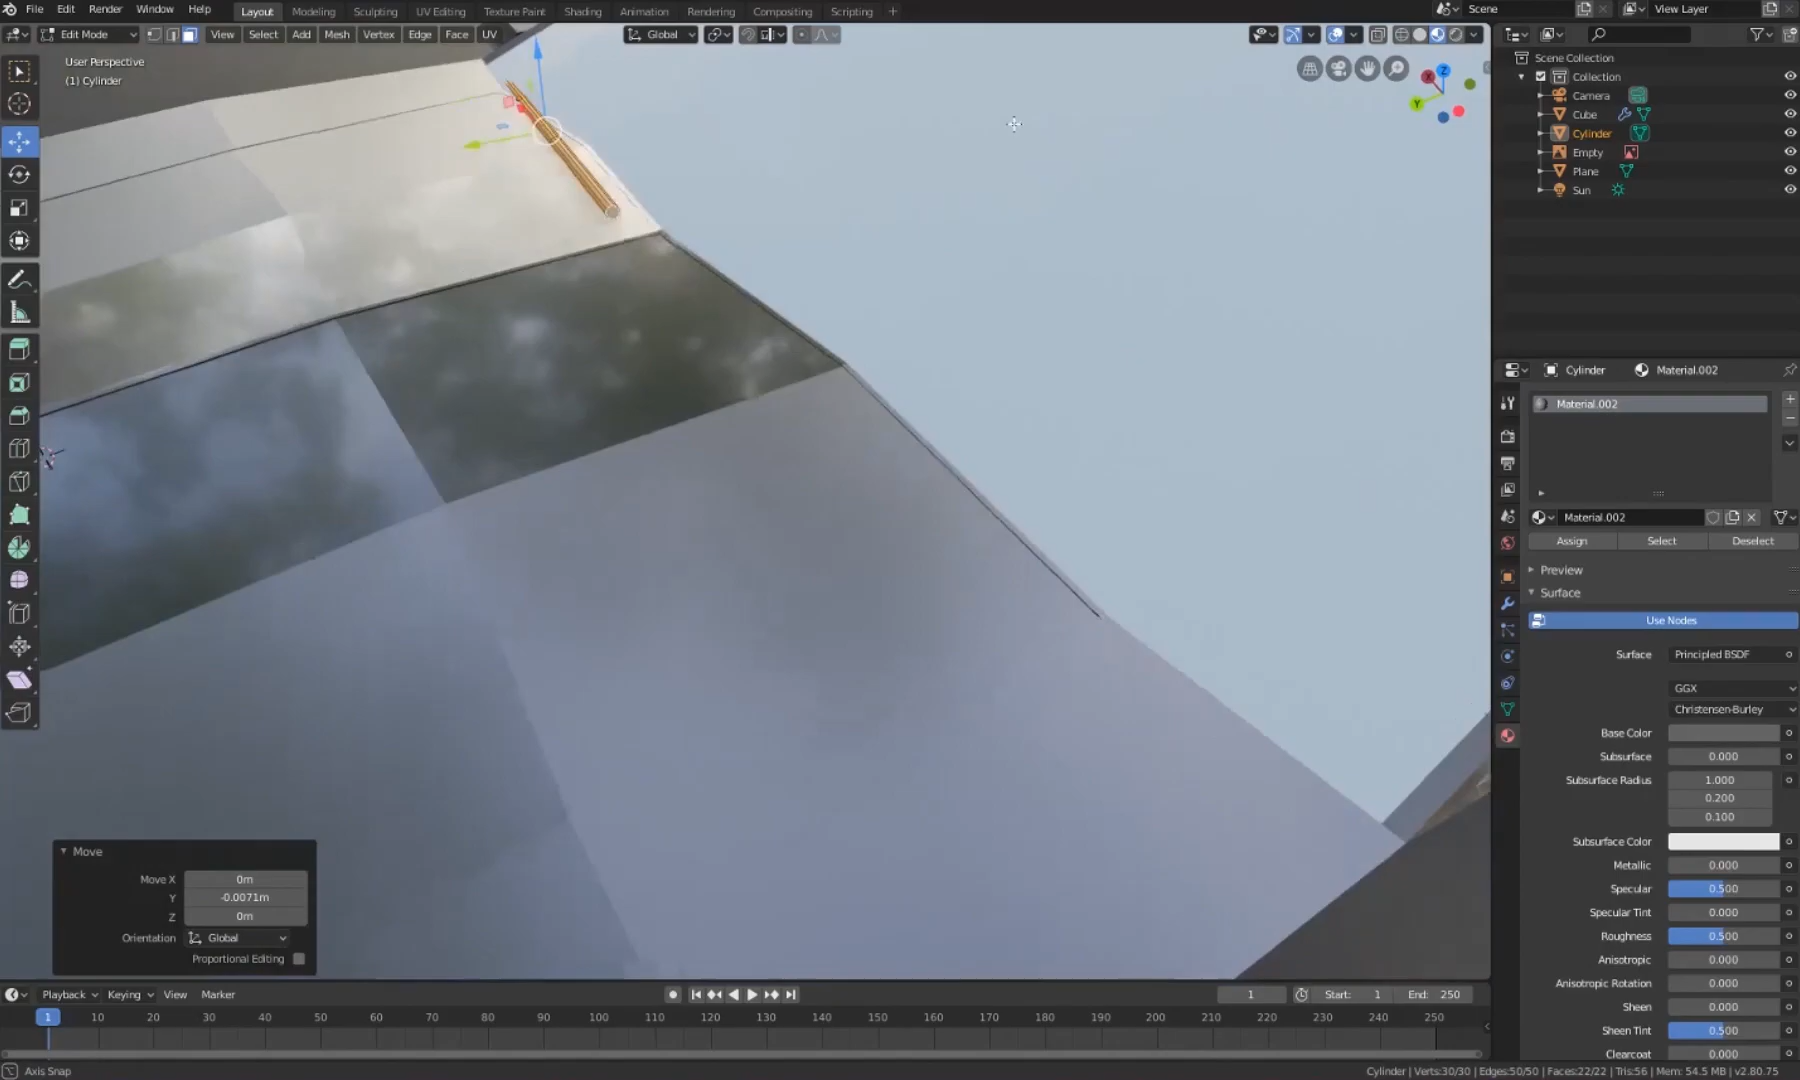 File Edit Render Window Help Layout Modeling Sculpting UV Editing Texture Paint Shading Animation Rendering Compositing Scripting + Scene View Layer
Edit Mode View Select Add Mesh Vertex Edge Face UV Global
User Perspective
(1) Cylinder
X
Y
Z
Scene Collection
Collection
Camera
Cube
Cylinder
Empty
Plane
Sun
Cylinder Material.002
Material.002
Material.002
Assign Select Deselect
Preview
Surface
Use Nodes
Surface Principled BSDF
GGX
Christensen-Burley
Base Color
Subsurface 0.000
Subsurface Radius 1.000
0.200
0.100
Subsurface Color
Metallic 0.000
Specular 0.500
Specular Tint 0.000
Roughness 0.500
Anisotropic 0.000
Anisotropic Rotation 0.000
Sheen 0.000
Sheen Tint 0.500
Clearcoat 0.000
Move
Move X 0m
Y -0.0071m
Z 0m
Orientation Global
Proportional Editing
Playback Keying View Marker 1 Start: 1 End: 250
1 10 20 30 40 50 60 70 80 90 100 110 120 130 140 150 160 170 180 190 200 210 220 230 240 250
Axis Snap Cylinder | Verts:30/30 | Edges:50/50 | Faces:22/22 | Tris:56 | Mem: 54.5 MB | v2.80.75